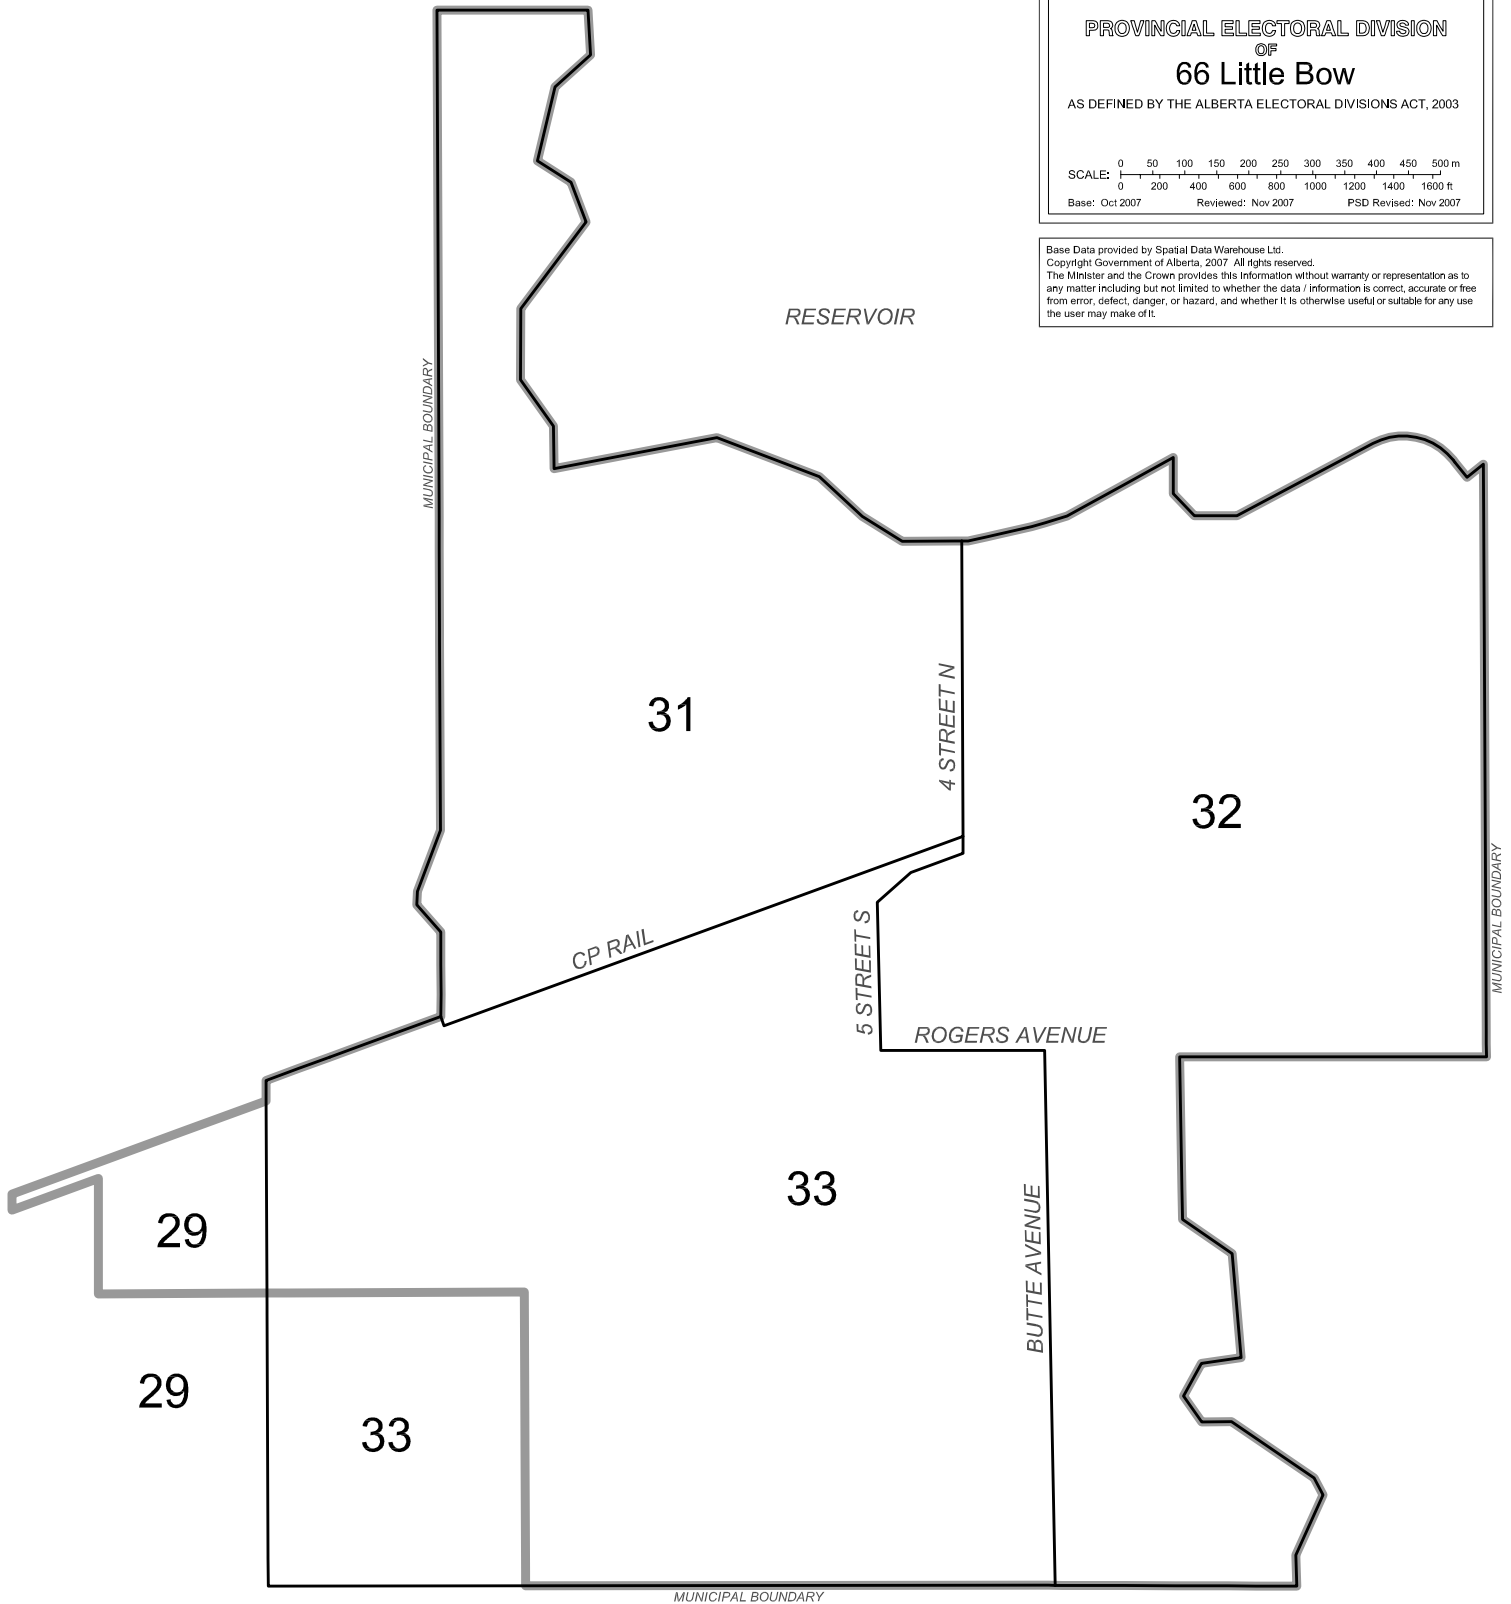 PROVINCIAL ELECTORAL DIVISION
OF
66 Little Bow
AS DEFINED BY THE ALBERTA ELECTORAL DIVISIONS ACT, 2003
0 50 100 150 200 250 300 350 400 450 500 m
SCALE:
0 200 400 600 800 1000 1200 1400 1600 ft
Base: Oct 2007 Reviewed: Nov 2007 PSD Revised: Nov 2007
Base Data provided by Spatial Data Warehouse Ltd.
Copyright Government of Alberta, 2007 All rights reserved.
The Minister and the Crown provides this information without warranty or representation as to
any matter including but not limited to whether the data / information is correct, accurate or free
from error, defect, danger, or hazard, and whether it is otherwise useful or suitable for any use
the user may make of it.
RESERVOIR
MUNICIPAL BOUNDARY
31
4 STREET N
32
MUNICIPAL BOUNDARY
CP RAIL
5 STREET S
ROGERS AVENUE
33
29
BUTTE AVENUE
29
33
MUNICIPAL BOUNDARY